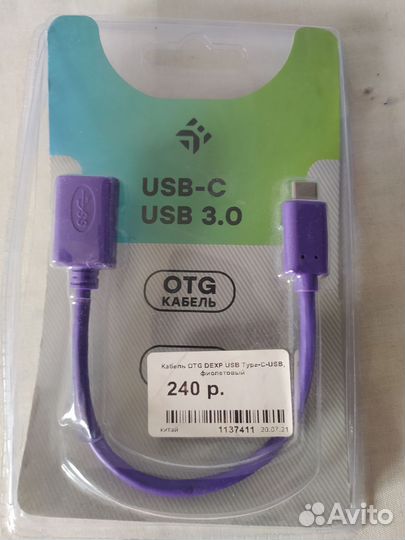 USB-C
USB 3.0
OTG
КАБЕЛЬ
Кабель OTG DEXP USB Type-C-USB,
фиолетовый
240 р.
китай 1137411 20.07.21
Avito